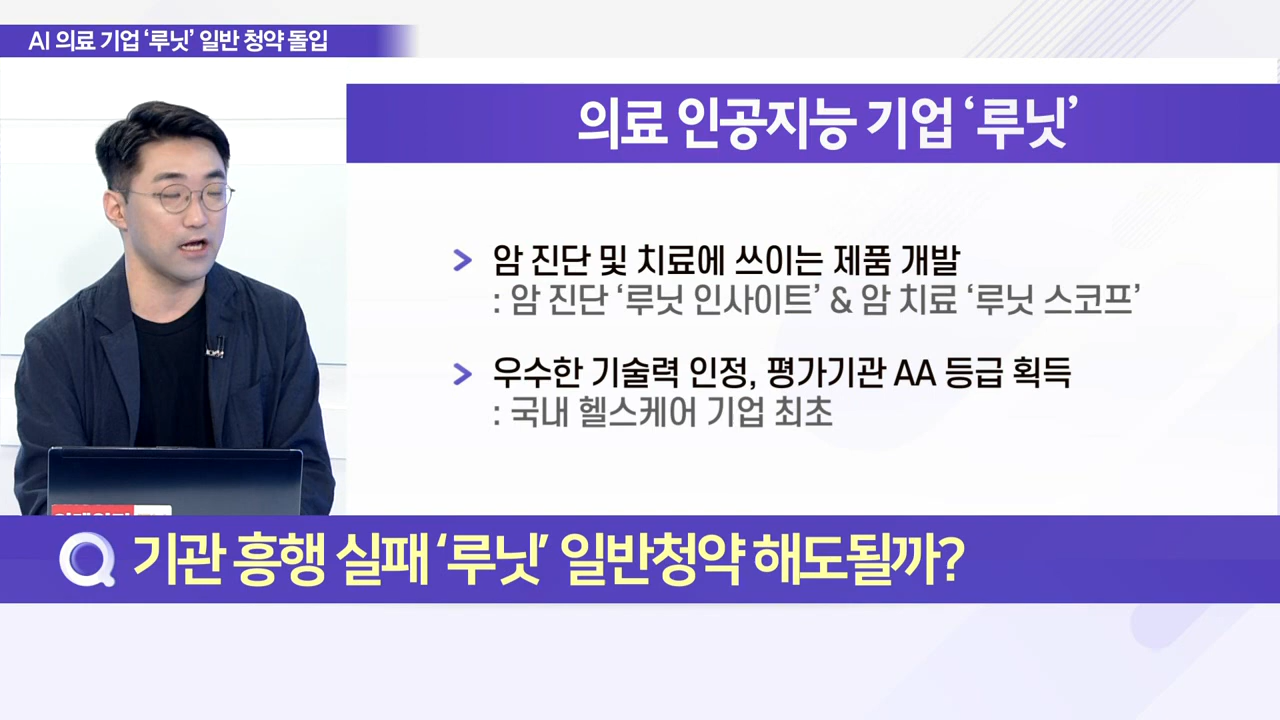 AI 의료 기업 ‘루닛’ 일반 청약 돌입
의료 인공지능 기업 ‘루닛’
> 암 진단 및 치료에 쓰이는 제품 개발
: 암 진단 ‘루닛 인사이트’ & 암 치료 ‘루닛 스코프’
> 우수한 기술력 인정, 평가기관 AA 등급 획득
: 국내 헬스케어 기업 최초
Q 기관 흥행 실패 ‘루닛’ 일반청약 해도될까?